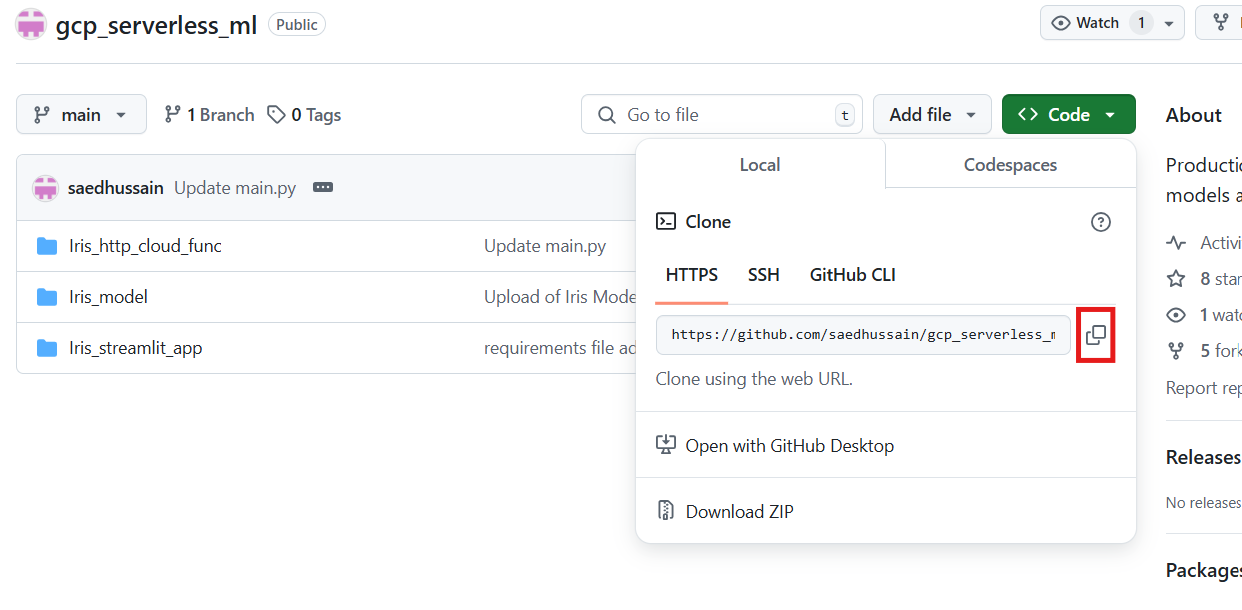 gcp_serverless_ml Public
Watch 1
main 1 Branch 0 Tags
Go to file t
Add file
Code
saedhussain Update main.py
Iris_http_cloud_func Update main.py
Iris_model Upload of Iris Mode
Iris_streamlit_app requirements file ad
Local Codespaces
Clone
HTTPS SSH GitHub CLI
https://github.com/saedhussain/gcp_serverless_m
Clone using the web URL.
Open with GitHub Desktop
Download ZIP
About
Producti
models a
Activi
8 star
1 watc
5 fork
Report rep
Releases
No releases
Packages